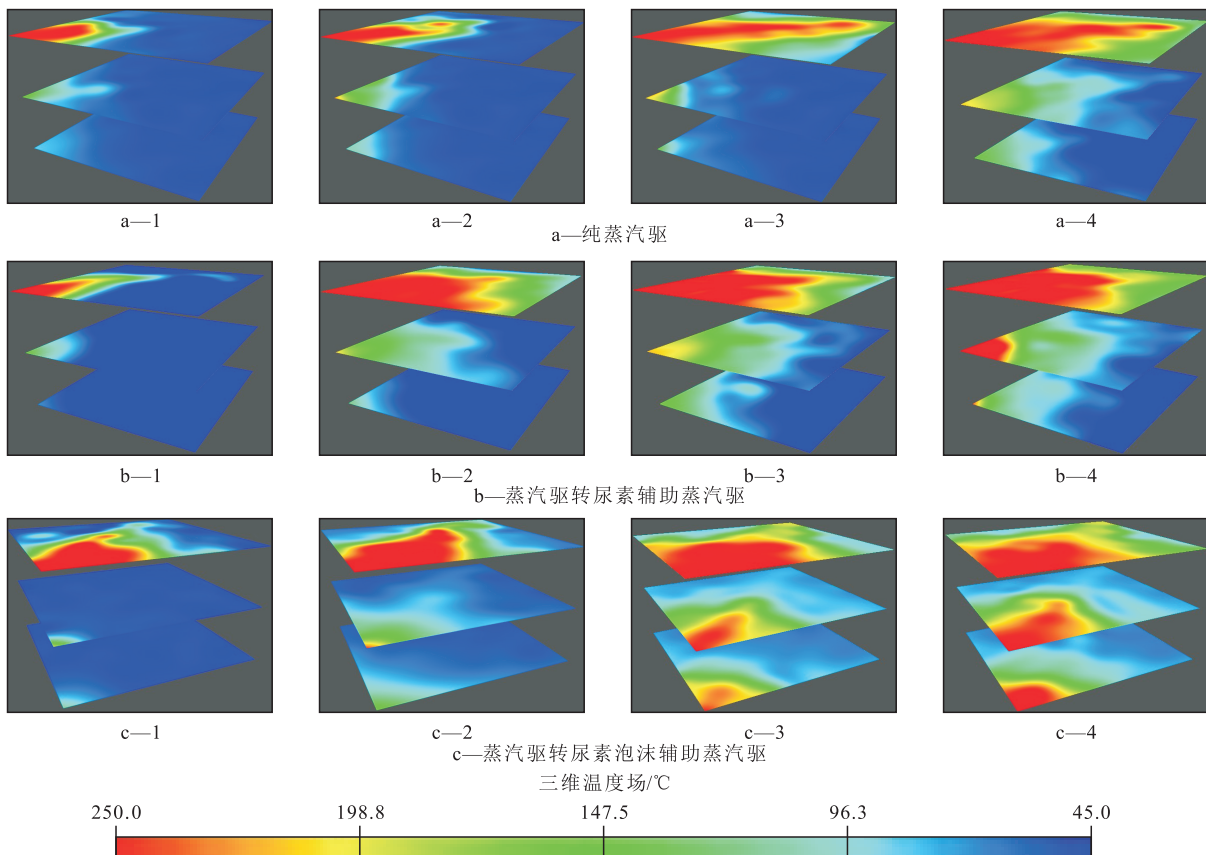 a—1 a—2 a—3 a—4
a—纯蒸汽驱
b—1 b—2 b—3 b—4
b—蒸汽驱转尿素辅助蒸汽驱
c—1 c—2 c—3 c—4
c—蒸汽驱转尿素泡沫辅助蒸汽驱
三维温度场/℃
250.0 198.8 147.5 96.3 45.0